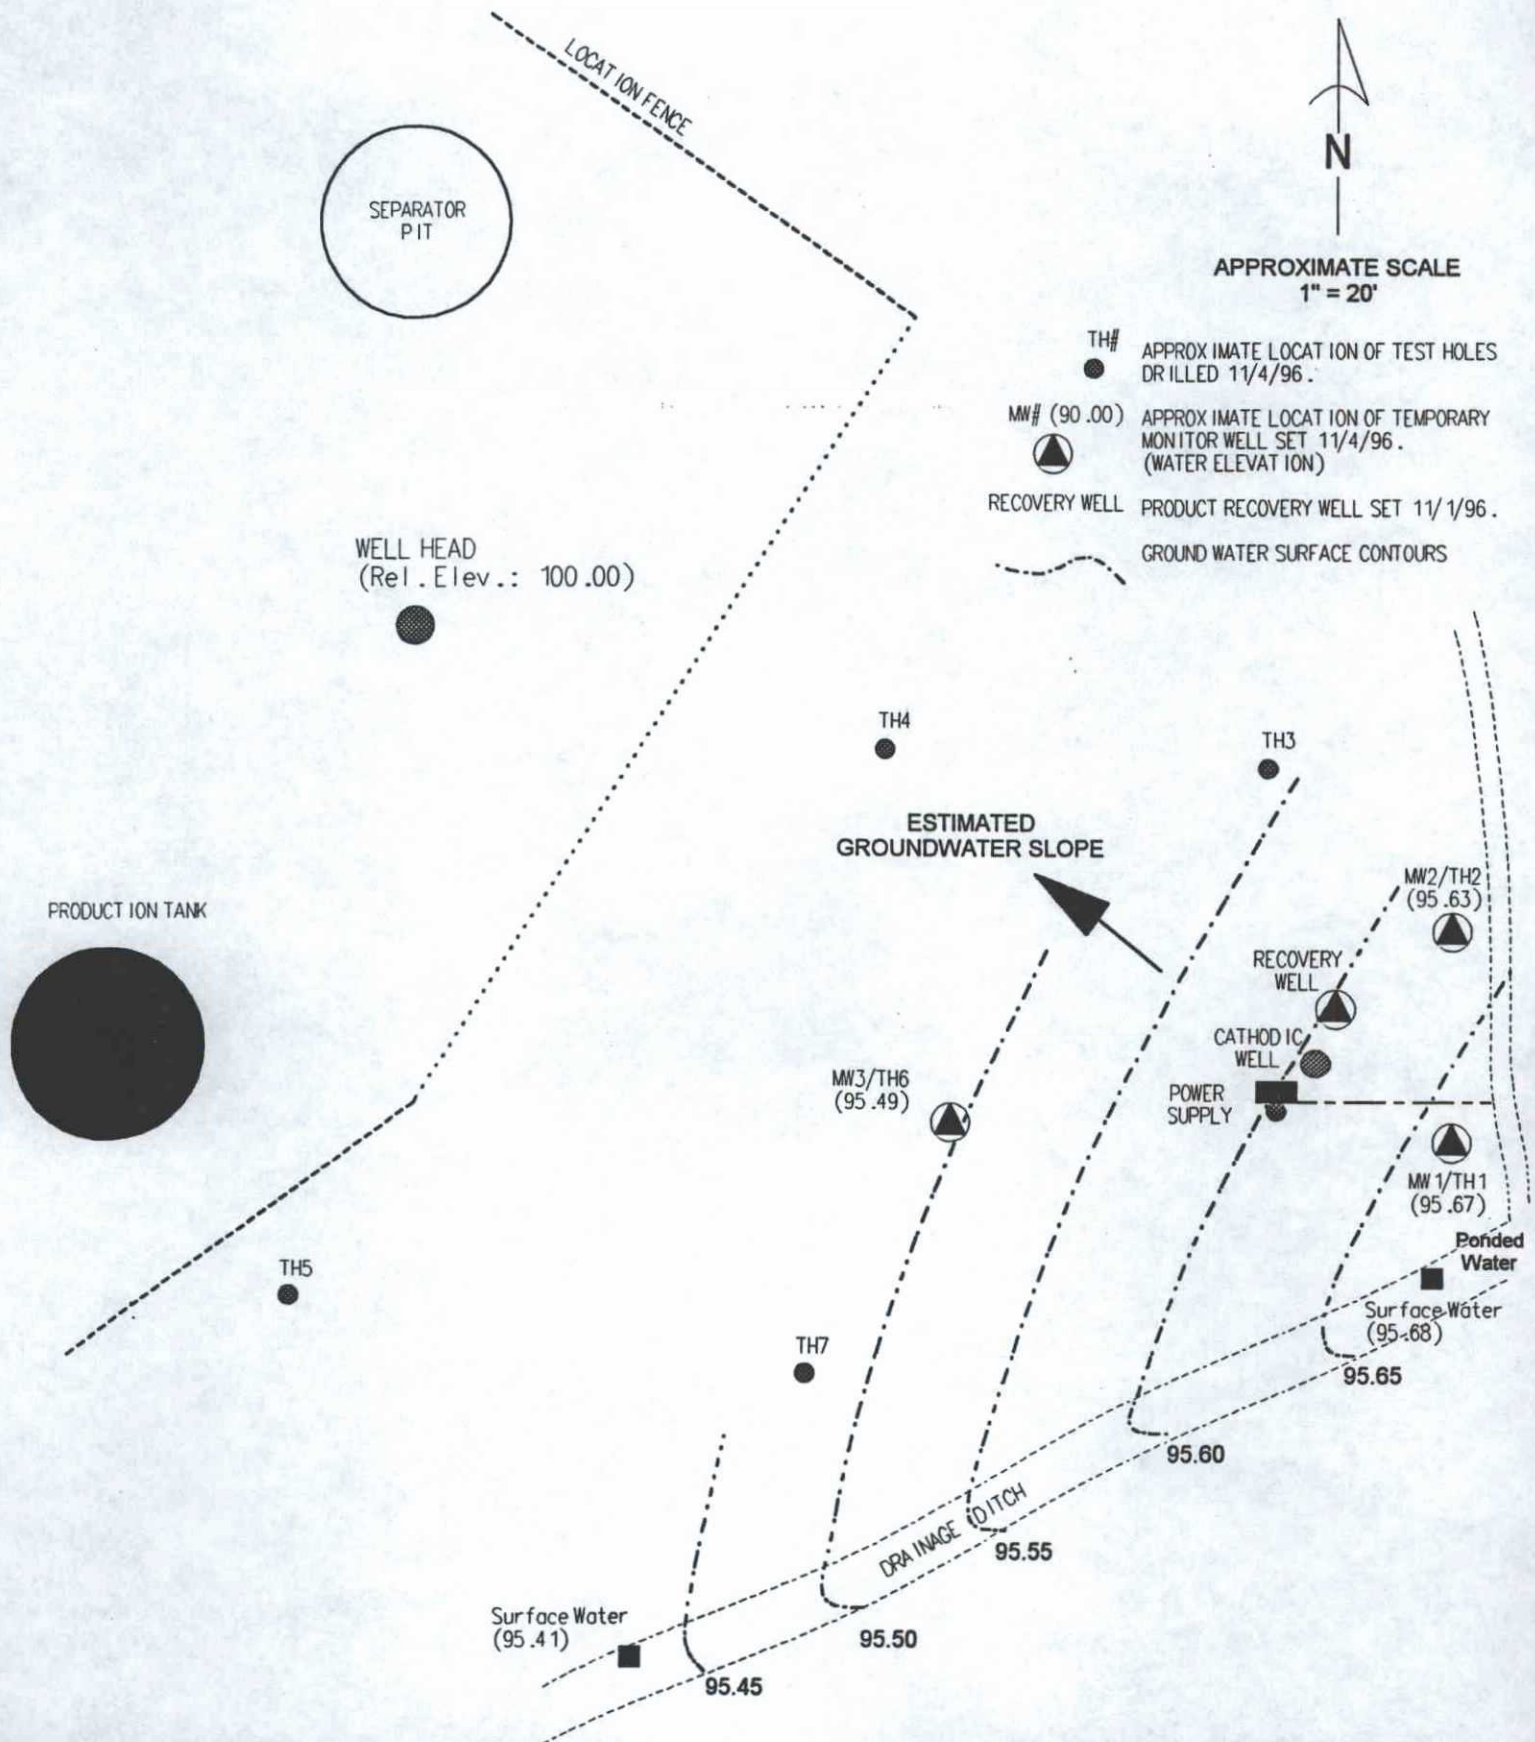 LOCATION FENCE
SEPARATOR
PIT
N
APPROXIMATE SCALE
1" = 20'
TH#
APPROXIMATE LOCATION OF TEST HOLES
DRILLED 11/4/96.
MW# (90.00)
APPROXIMATE LOCATION OF TEMPORARY
MONITOR WELL SET 11/4/96.
(WATER ELEVATION)
RECOVERY WELL
PRODUCT RECOVERY WELL SET 11/1/96.
GROUND WATER SURFACE CONTOURS
WELL HEAD
(Rel. Elev.: 100.00)
TH4
TH3
ESTIMATED
GROUNDWATER SLOPE
MW2/TH2
(95.63)
PRODUCTION TANK
RECOVERY
WELL
CATHODIC
WELL
MW3/TH6
(95.49)
POWER
SUPPLY
MW1/TH1
(95.67)
Ponded
Water
TH5
Surface Water
(95.68)
TH7
95.65
95.60
DRAINAGE DITCH
95.55
Surface Water
(95.41)
95.50
95.45